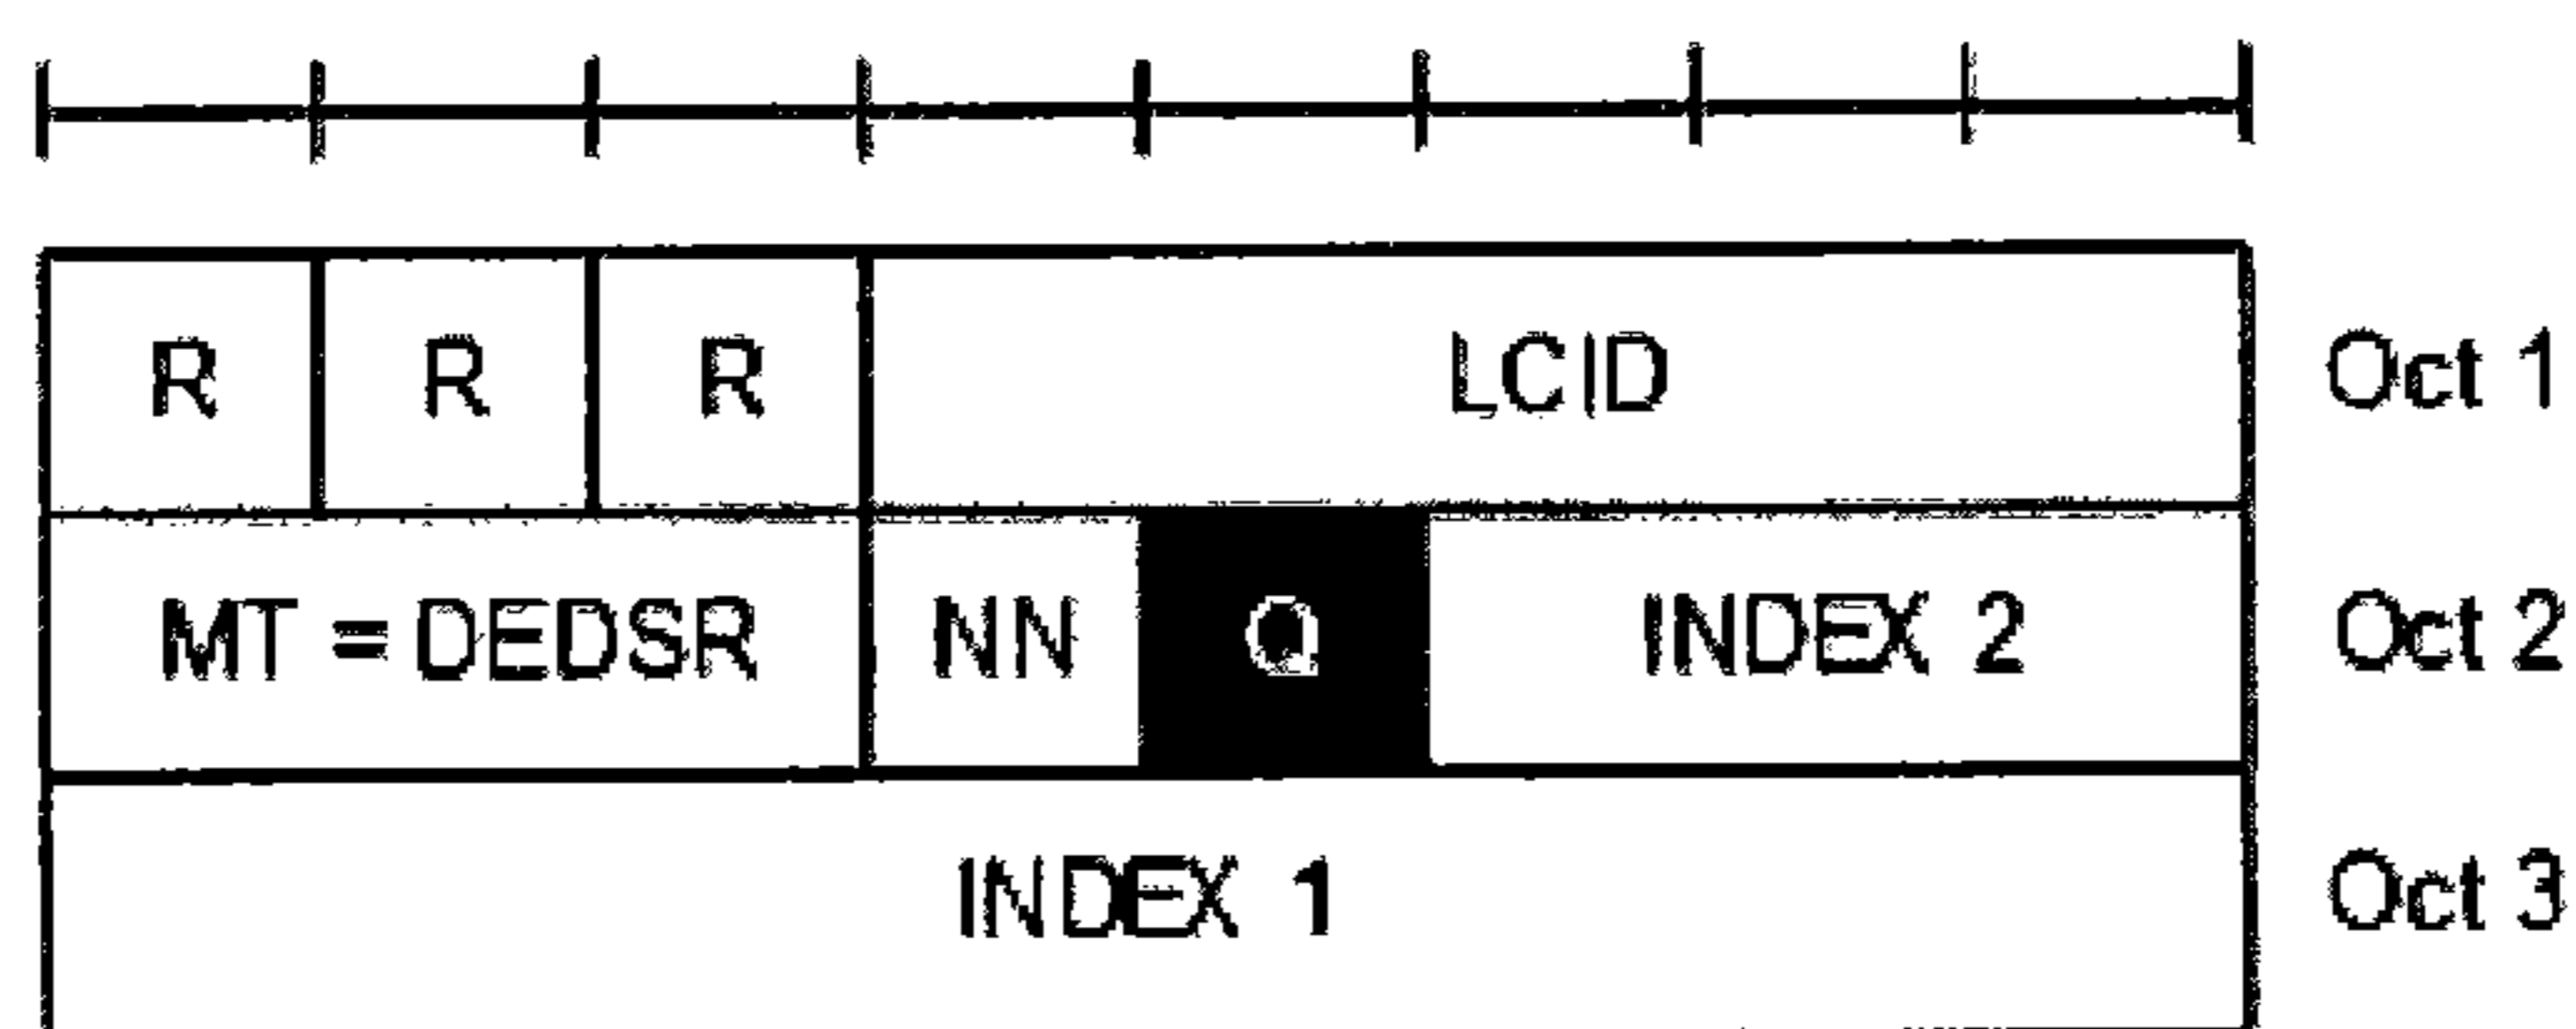 R R R LCID Oct 1
MT = DEDSR NN Q INDEX 2 Oct 2
INDEX 1 Oct 3